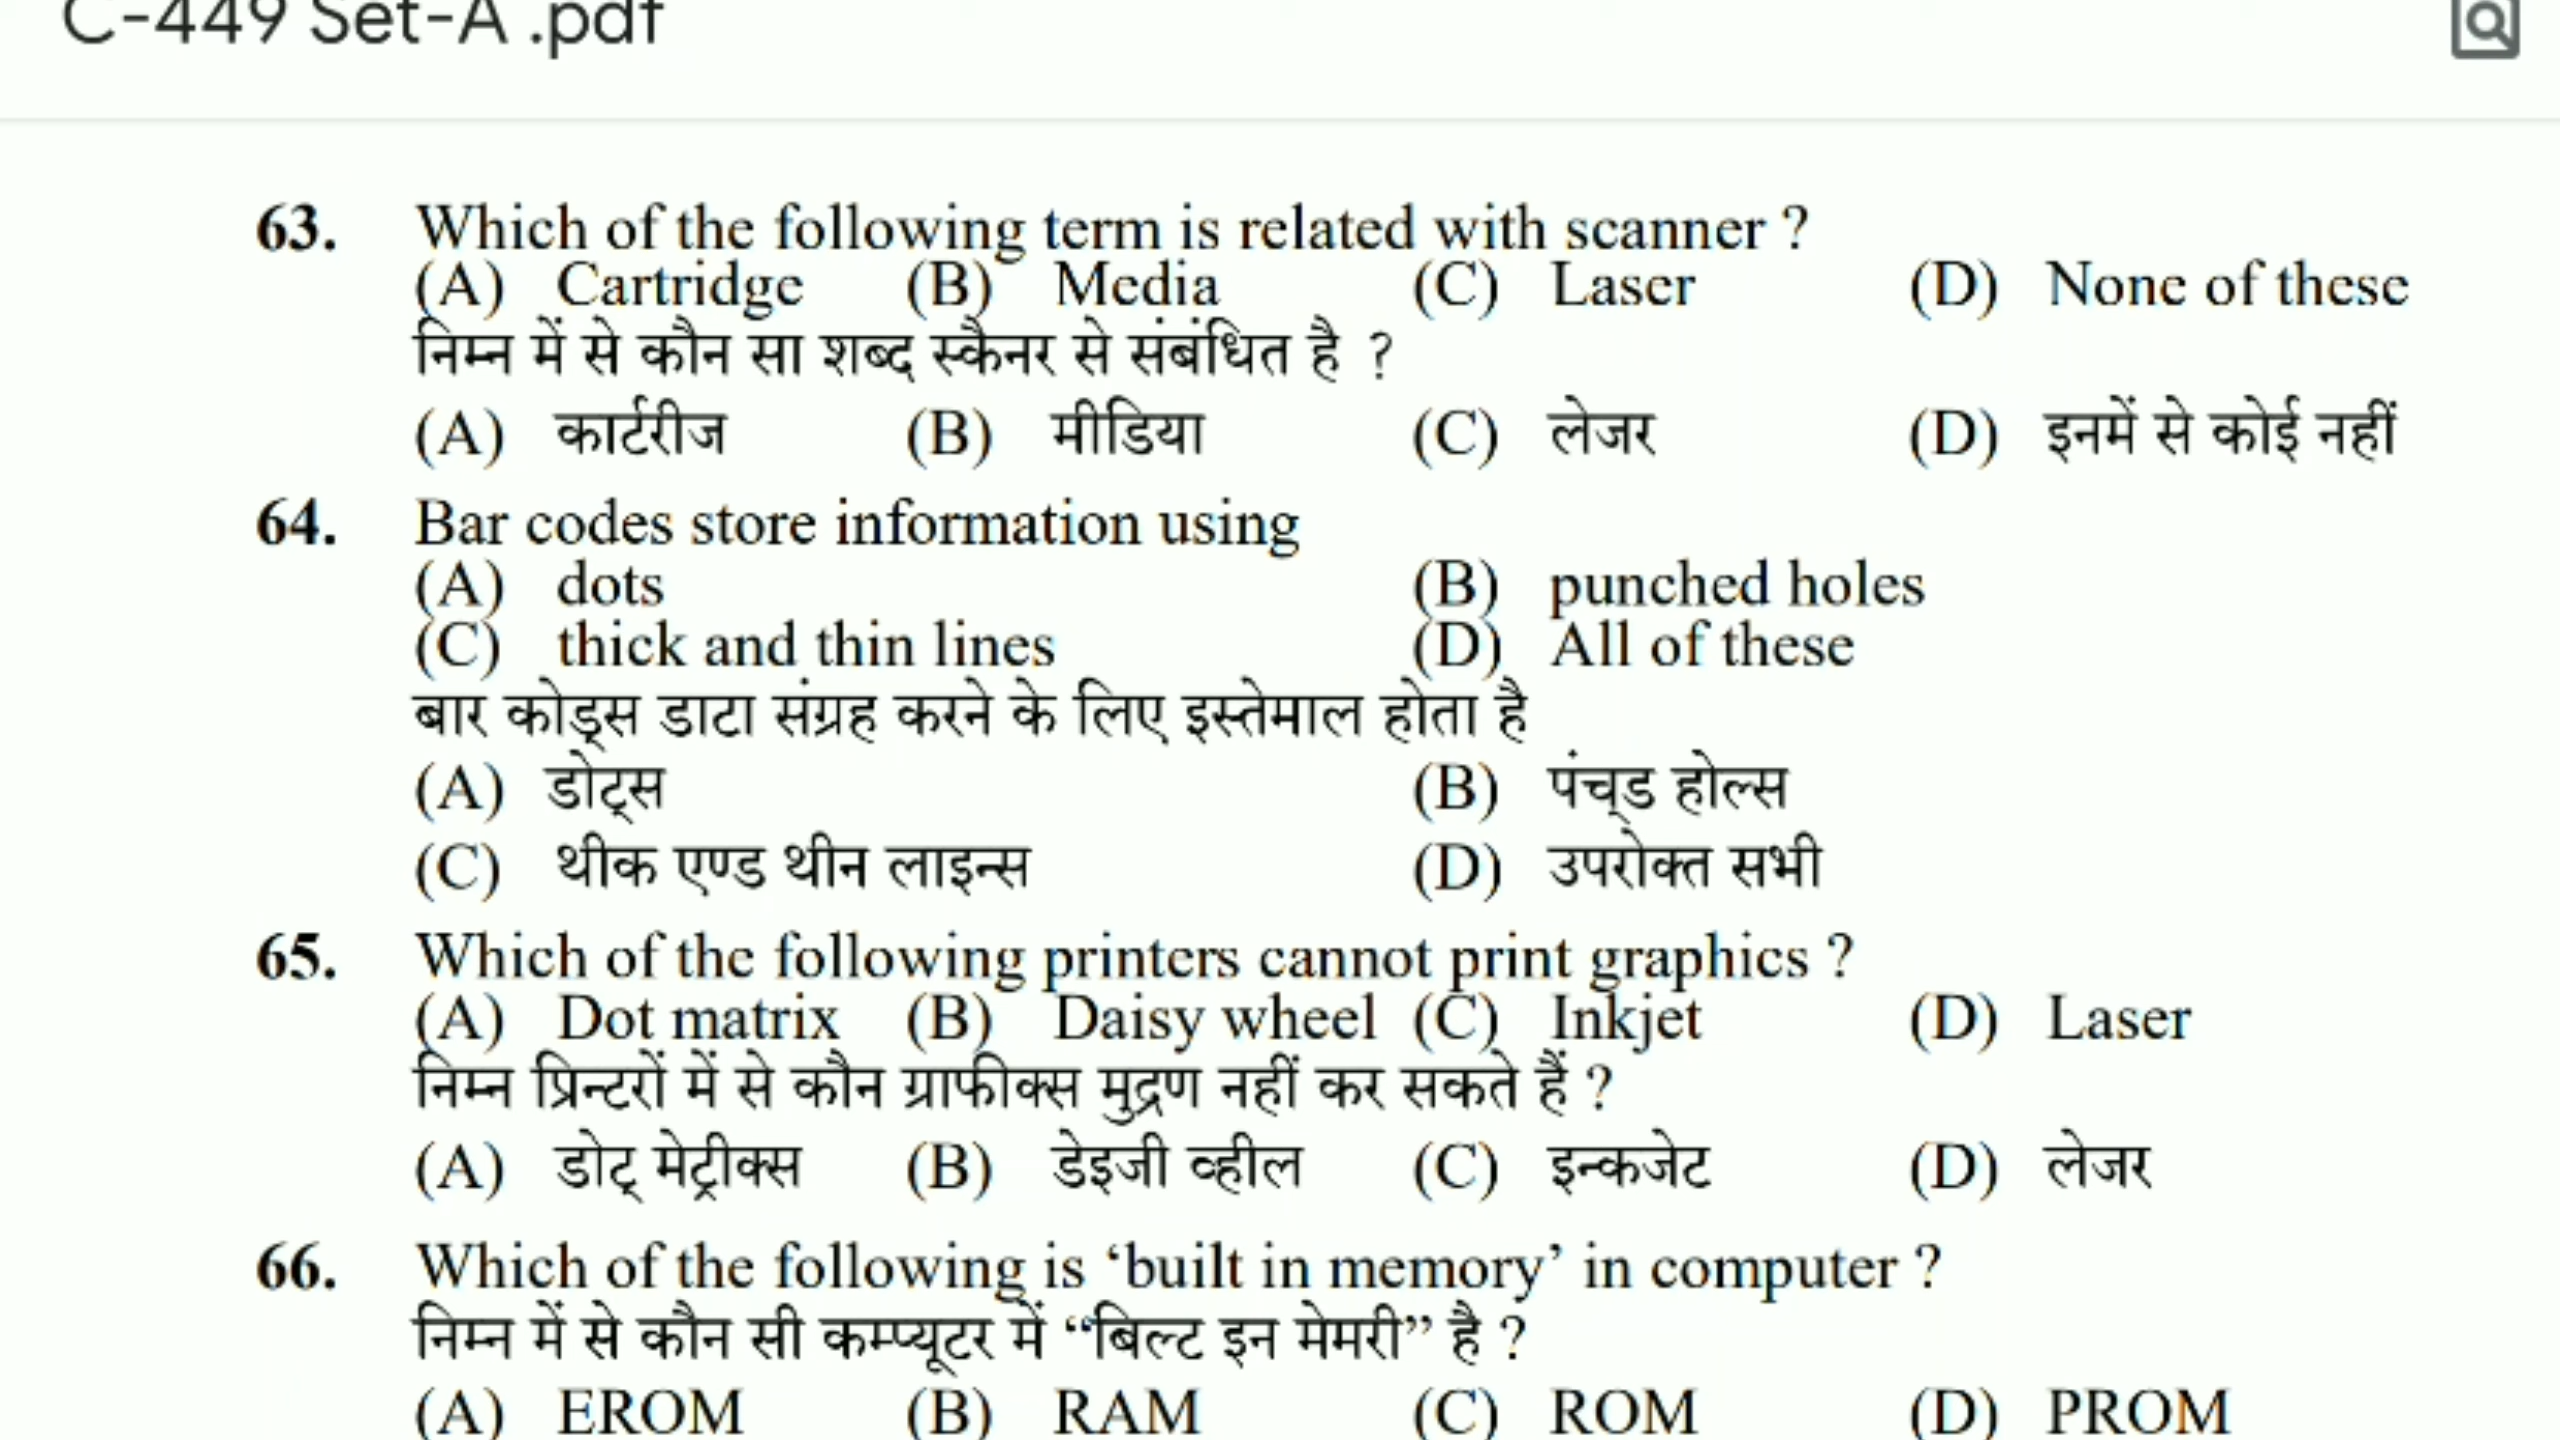 C-449 Set-A .pdf
63. Which of the following term is related with scanner ?
(A) Cartridge (B) Media (C) Laser (D) None of these
निम्न में से कौन सा शब्द स्कैनर से संबंधित है ?
(A) कार्टरीज (B) मीडिया (C) लेजर (D) इनमें से कोई नहीं
64. Bar codes store information using
(A) dots (B) punched holes
(C) thick and thin lines (D) All of these
बार कोड्स डाटा संग्रह करने के लिए इस्तेमाल होता है
(A) डोट्स (B) पंच्ड होल्स
(C) थीक एण्ड थीन लाइन्स (D) उपरोक्त सभी
65. Which of the following printers cannot print graphics ?
(A) Dot matrix (B) Daisy wheel (C) Inkjet (D) Laser
निम्न प्रिन्टरों में से कौन ग्राफीक्स मुद्रण नहीं कर सकते हैं ?
(A) डोट् मेट्रीक्स (B) डेइजी व्हील (C) इन्कजेट (D) लेजर
66. Which of the following is ‘built in memory’ in computer ?
निम्न में से कौन सी कम्प्यूटर में “बिल्ट इन मेमरी” है ?
(A) EROM (B) RAM (C) ROM (D) PROM